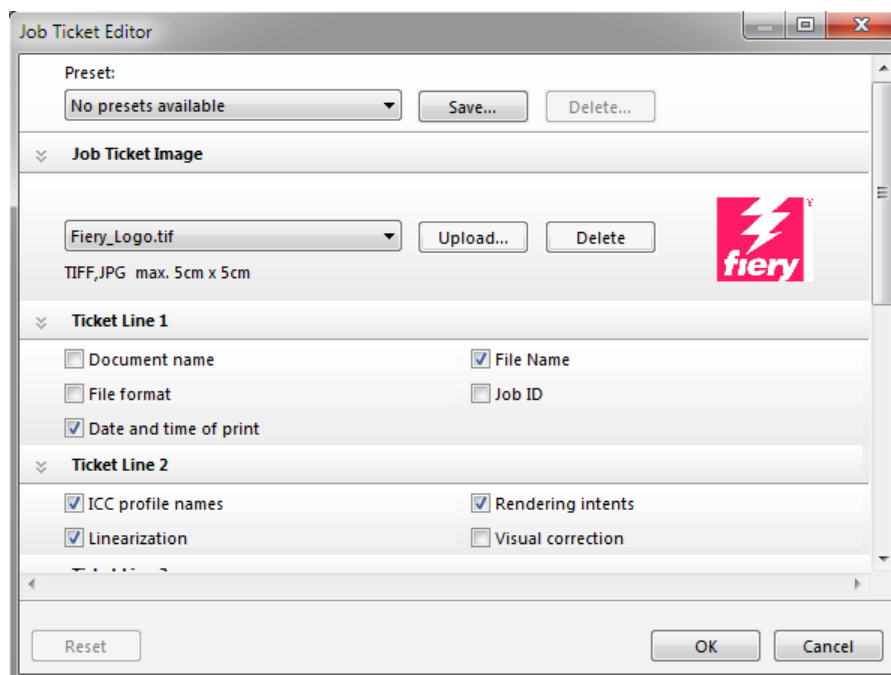 Job Ticket Editor
Preset:
No presets available Save... Delete...
Job Ticket Image
Fiery_Logo.tif Upload... Delete
fiery
TIFF,JPG max. 5cm x 5cm
Ticket Line 1
Document name File Name
File format Job ID
Date and time of print
Ticket Line 2
ICC profile names Rendering intents
Linearization Visual correction
Reset OK Cancel